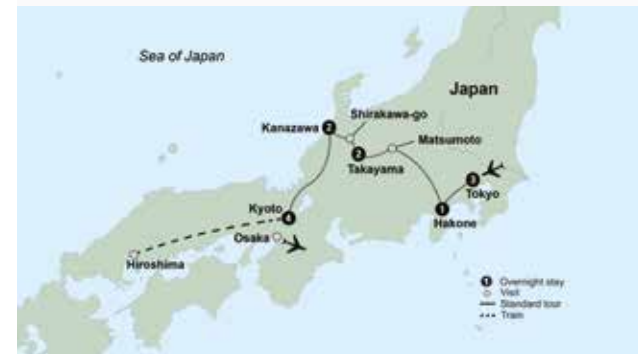 Sea of Japan
Japan
Shirakawa-go
Kanazawa 2
Matsumoto
2
Takayama
3
Tokyo
Kyoto
4
1
Hakone
Osaka
Hiroshima
1 Overnight stay
Visit
Standard tour
Train